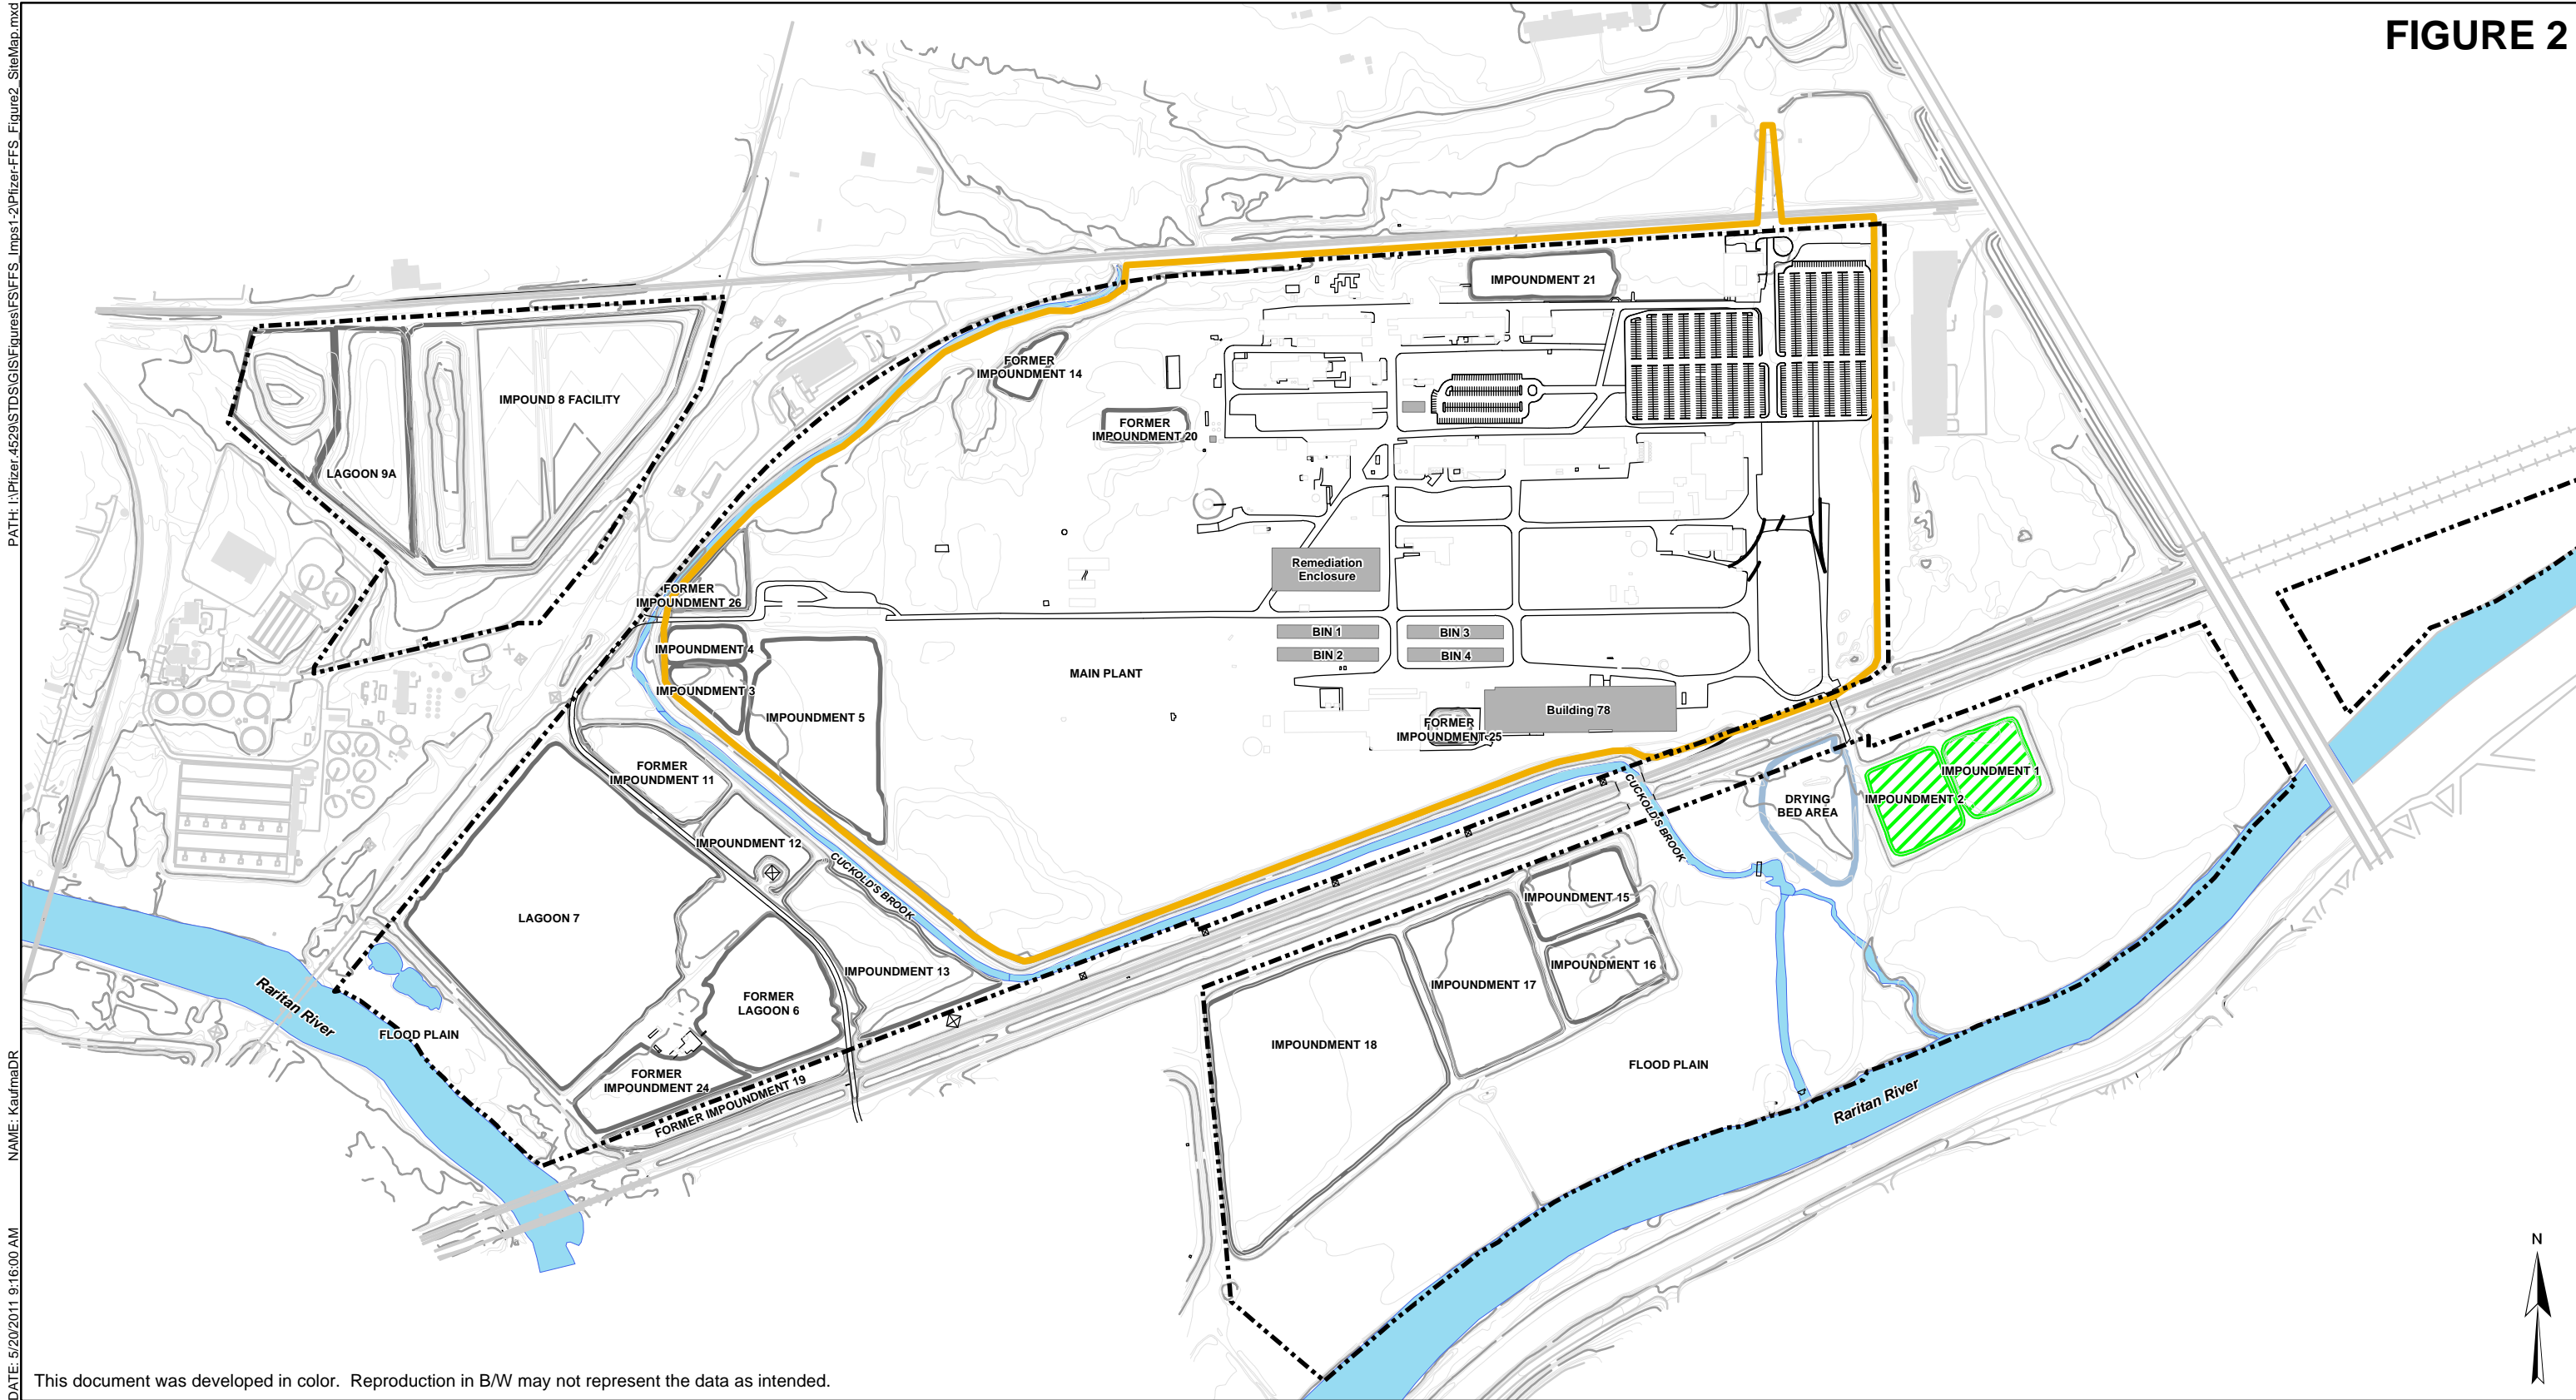 FIGURE 2
PATH: I:\Pfizer.4529\STDS\GIS\Figures\FS\FFS_Imps1-2\Pfizer-FFS_Figure2_SiteMap.mxd
NAME: KaufmaDR
DATE: 5/20/2011 9:16:00 AM
IMPOUNDMENT 21
FORMER
IMPOUNDMENT 14
IMPOUND 8 FACILITY
FORMER
IMPOUNDMENT 20
LAGOON 9A
Remediation
Enclosure
FORMER
IMPOUNDMENT 26
BIN 1
BIN 3
BIN 2
BIN 4
IMPOUNDMENT 4
MAIN PLANT
IMPOUNDMENT 3
IMPOUNDMENT 5
Building 78
FORMER
IMPOUNDMENT 25
FORMER
IMPOUNDMENT 11
IMPOUNDMENT 1
IMPOUNDMENT 2
DRYING
BED AREA
CUCKOLD'S BROOK
IMPOUNDMENT 12
CUCKOLD'S BROOK
IMPOUNDMENT 15
LAGOON 7
IMPOUNDMENT 16
IMPOUNDMENT 13
IMPOUNDMENT 17
FORMER
LAGOON 6
Raritan River
FLOOD PLAIN
IMPOUNDMENT 18
FLOOD PLAIN
FORMER
IMPOUNDMENT 24
FORMER IMPOUNDMENT 19
Raritan River
N
This document was developed in color. Reproduction in B/W may not represent the data as intended.